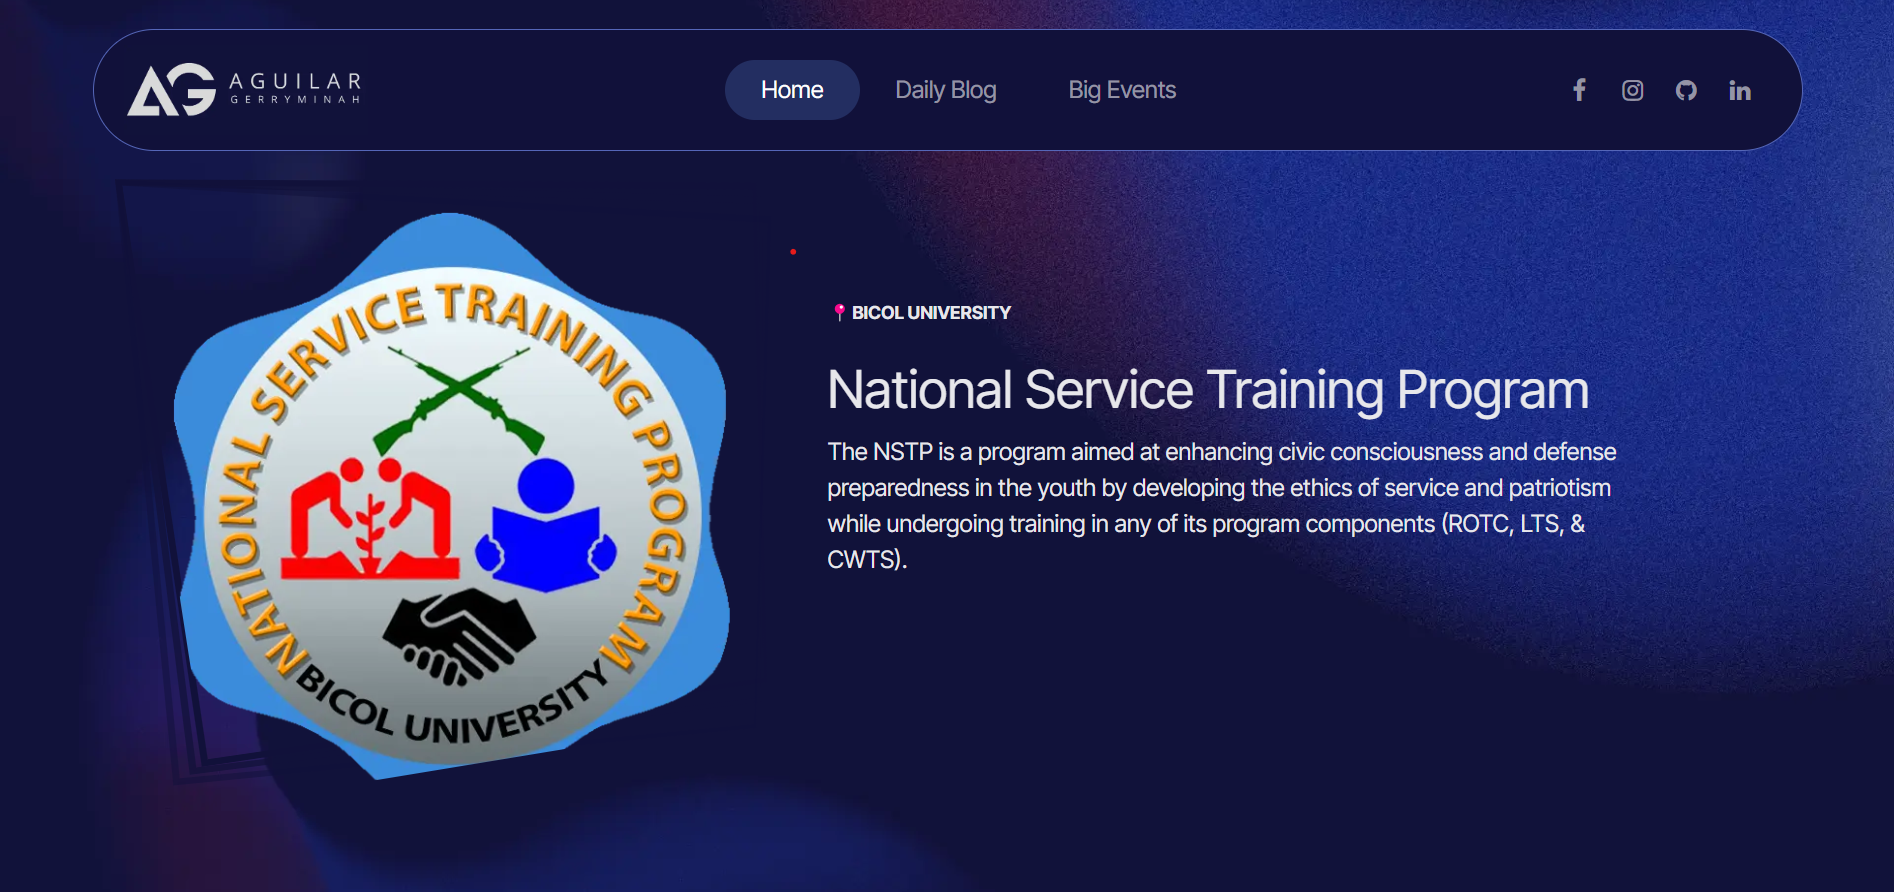 AG AGUILAR
GERRYMINAH
Home
Daily Blog
Big Events
NATIONAL SERVICE TRAINING PROGRAM
BICOL UNIVERSITY
BICOL UNIVERSITY
National Service Training Program
The NSTP is a program aimed at enhancing civic consciousness and defense
preparedness in the youth by developing the ethics of service and patriotism
while undergoing training in any of its program components (ROTC, LTS, &
CWTS).